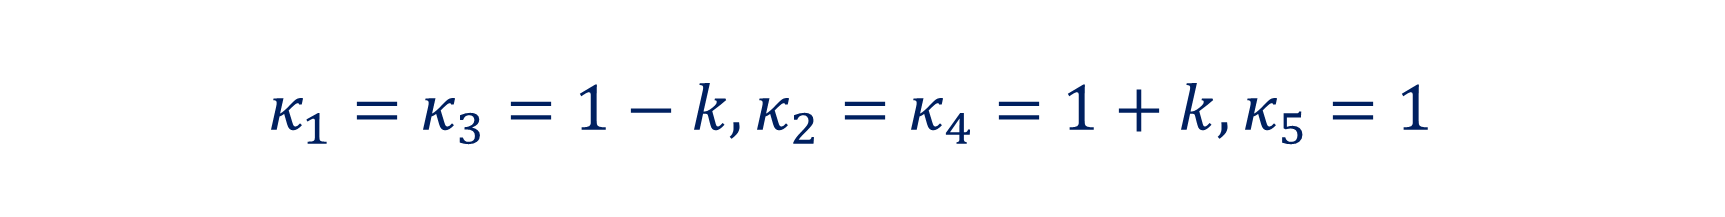 κ₁ = κ₃ = 1 − k, κ₂ = κ₄ = 1 + k, κ₅ = 1